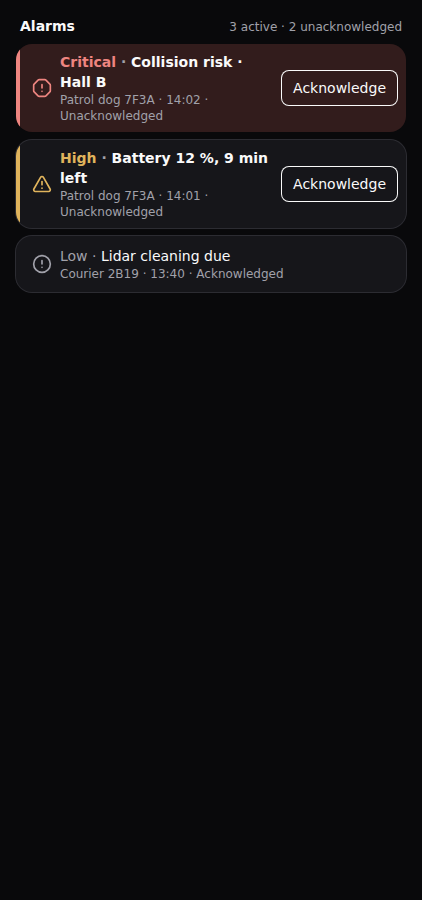 Alarms
3 active · 2 unacknowledged
Critical · Collision risk ·
Hall B
Patrol dog 7F3A · 14:02 ·
Unacknowledged
Acknowledge
High · Battery 12 %, 9 min
left
Patrol dog 7F3A · 14:01 ·
Unacknowledged
Acknowledge
Low · Lidar cleaning due
Courier 2B19 · 13:40 · Acknowledged